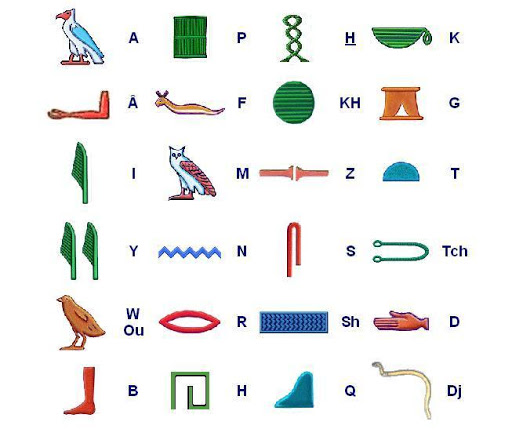 A P H K
Â F KH G
I M Z T
Y N S Tch
W
Ou R Sh D
B H Q Dj